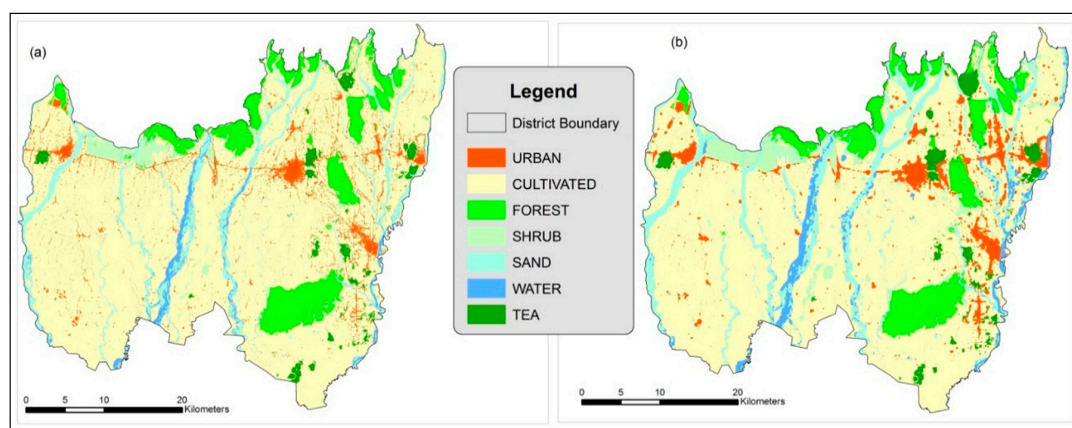 (a)
(b)
Legend
District Boundary
URBAN
CULTIVATED
FOREST
SHRUB
SAND
WATER
TEA
0 5 10 20
Kilometers
0 5 10 20
Kilometers